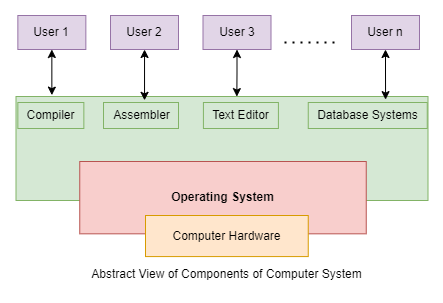 User 1
User 2
User 3
.......
User n
Compiler
Assembler
Text Editor
Database Systems
Operating System
Computer Hardware
Abstract View of Components of Computer System